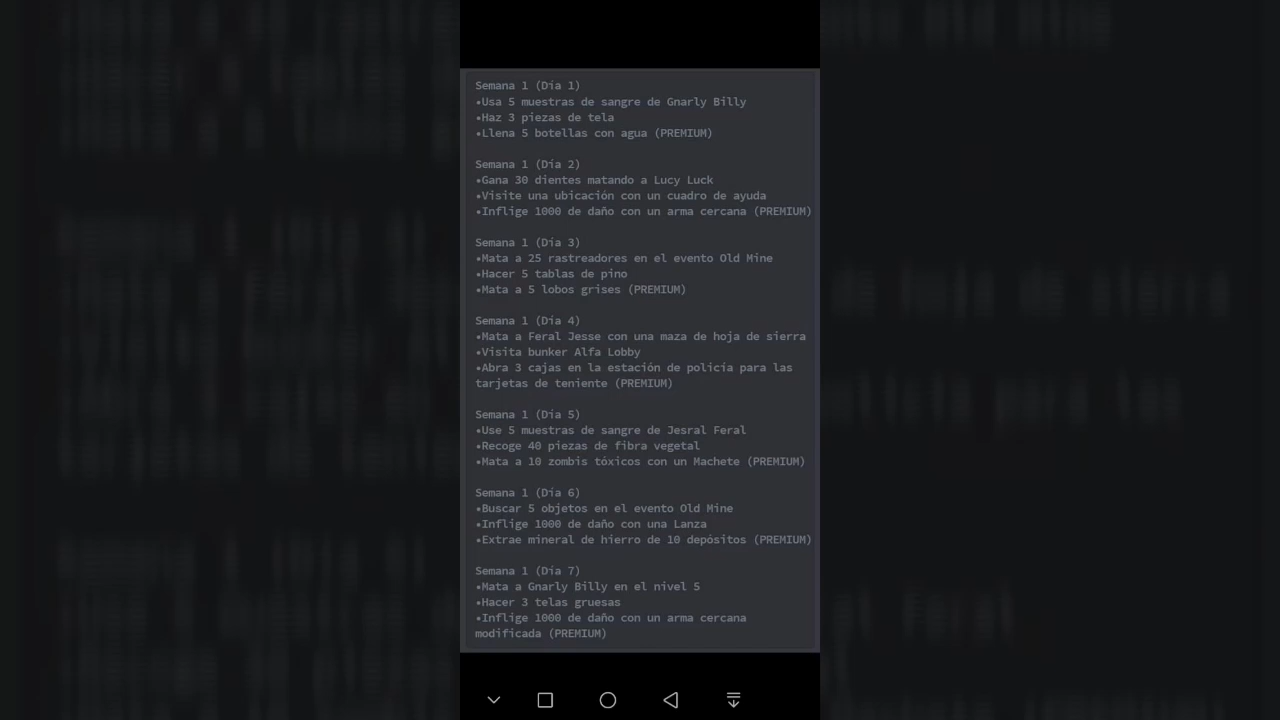 Semana 1 (Día 1)
•Usa 5 muestras de sangre de Gnarly Billy
•Haz 3 piezas de tela
•Llena 5 botellas con agua (PREMIUM)
Semana 1 (Día 2)
•Gana 30 dientes matando a Lucy Luck
•Visite una ubicación con un cuadro de ayuda
•Inflige 1000 de daño con un arma cercana (PREMIUM)
Semana 1 (Día 3)
•Mata a 25 rastreadores en el evento Old Mine
•Hacer 5 tablas de pino
•Mata a 5 lobos grises (PREMIUM)
Semana 1 (Día 4)
•Mata a Feral Jesse con una maza de hoja de sierra
•Visita bunker Alfa Lobby
•Abra 3 cajas en la estación de policía para las
tarjetas de teniente (PREMIUM)
Semana 1 (Día 5)
•Use 5 muestras de sangre de Jesral Feral
•Recoge 40 piezas de fibra vegetal
•Mata a 10 zombis tóxicos con un Machete (PREMIUM)
Semana 1 (Día 6)
•Buscar 5 objetos en el evento Old Mine
•Inflige 1000 de daño con una Lanza
•Extrae mineral de hierro de 10 depósitos (PREMIUM)
Semana 1 (Día 7)
•Mata a Gnarly Billy en el nivel 5
•Hacer 3 telas gruesas
•Inflige 1000 de daño con un arma cercana
modificada (PREMIUM)